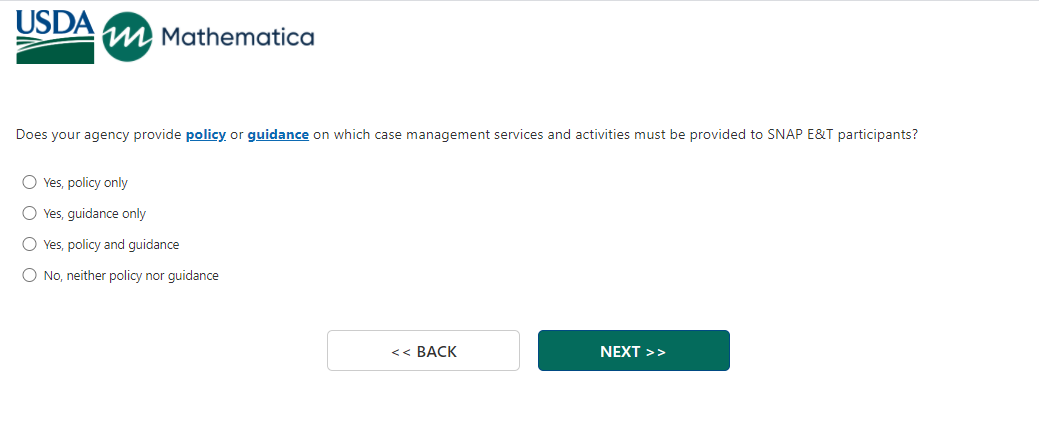 USDA
m Mathematica
Does your agency provide policy or guidance on which case management services and activities must be provided to SNAP E&T participants?
Yes, policy only
Yes, guidance only
Yes, policy and guidance
No, neither policy nor guidance
<< BACK
NEXT >>